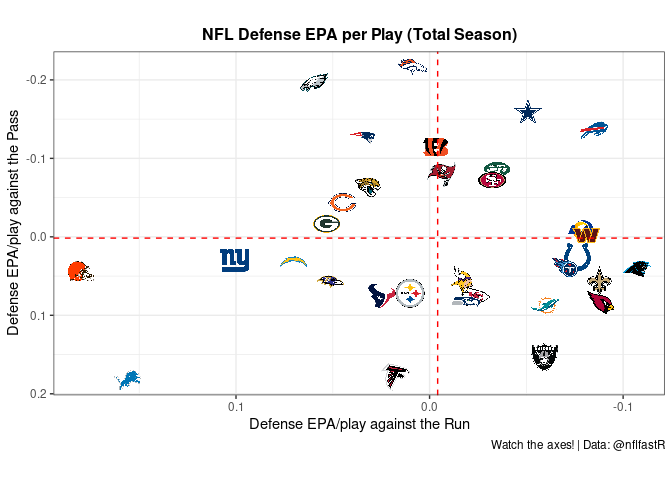 NFL Defense EPA per Play (Total Season)
Defense EPA/play against the Pass
-0.2
-0.1
0.0
0.1
0.2
0.1
0.0
-0.1
Defense EPA/play against the Run
Watch the axes! | Data: @nflfastR